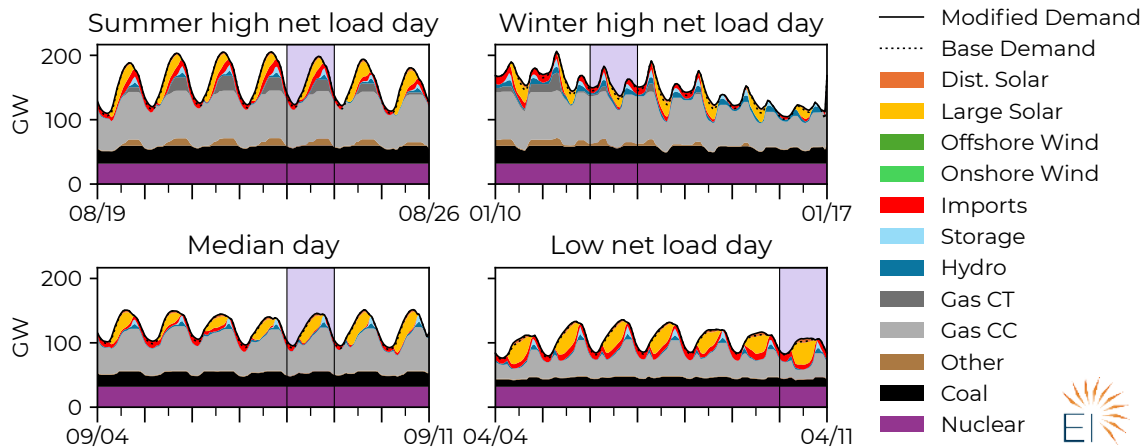 Summer high net load day
Winter high net load day
GW
200
100
0
08/19
08/26
01/10
01/17
Median day
Low net load day
GW
200
100
0
09/04
09/11
04/04
04/11
Modified Demand
Base Demand
Dist. Solar
Large Solar
Offshore Wind
Onshore Wind
Imports
Storage
Hydro
Gas CT
Gas CC
Other
Coal
Nuclear
EI